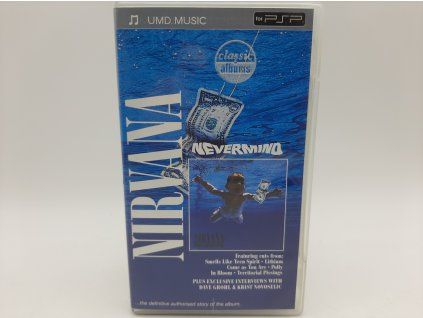 UMD MUSIC
for PSP
classic
albums
NIRVANA
NEVERMIND
NIRVANA
Featuring cuts from:
Smells Like Teen Spirit • Lithium
Come as You Are • Polly
In Bloom • Territorial Pissings
PLUS EXCLUSIVE INTERVIEWS WITH
DAVE GROHL & KRIST NOVOSELIC
...the definitive authorised story of the album.